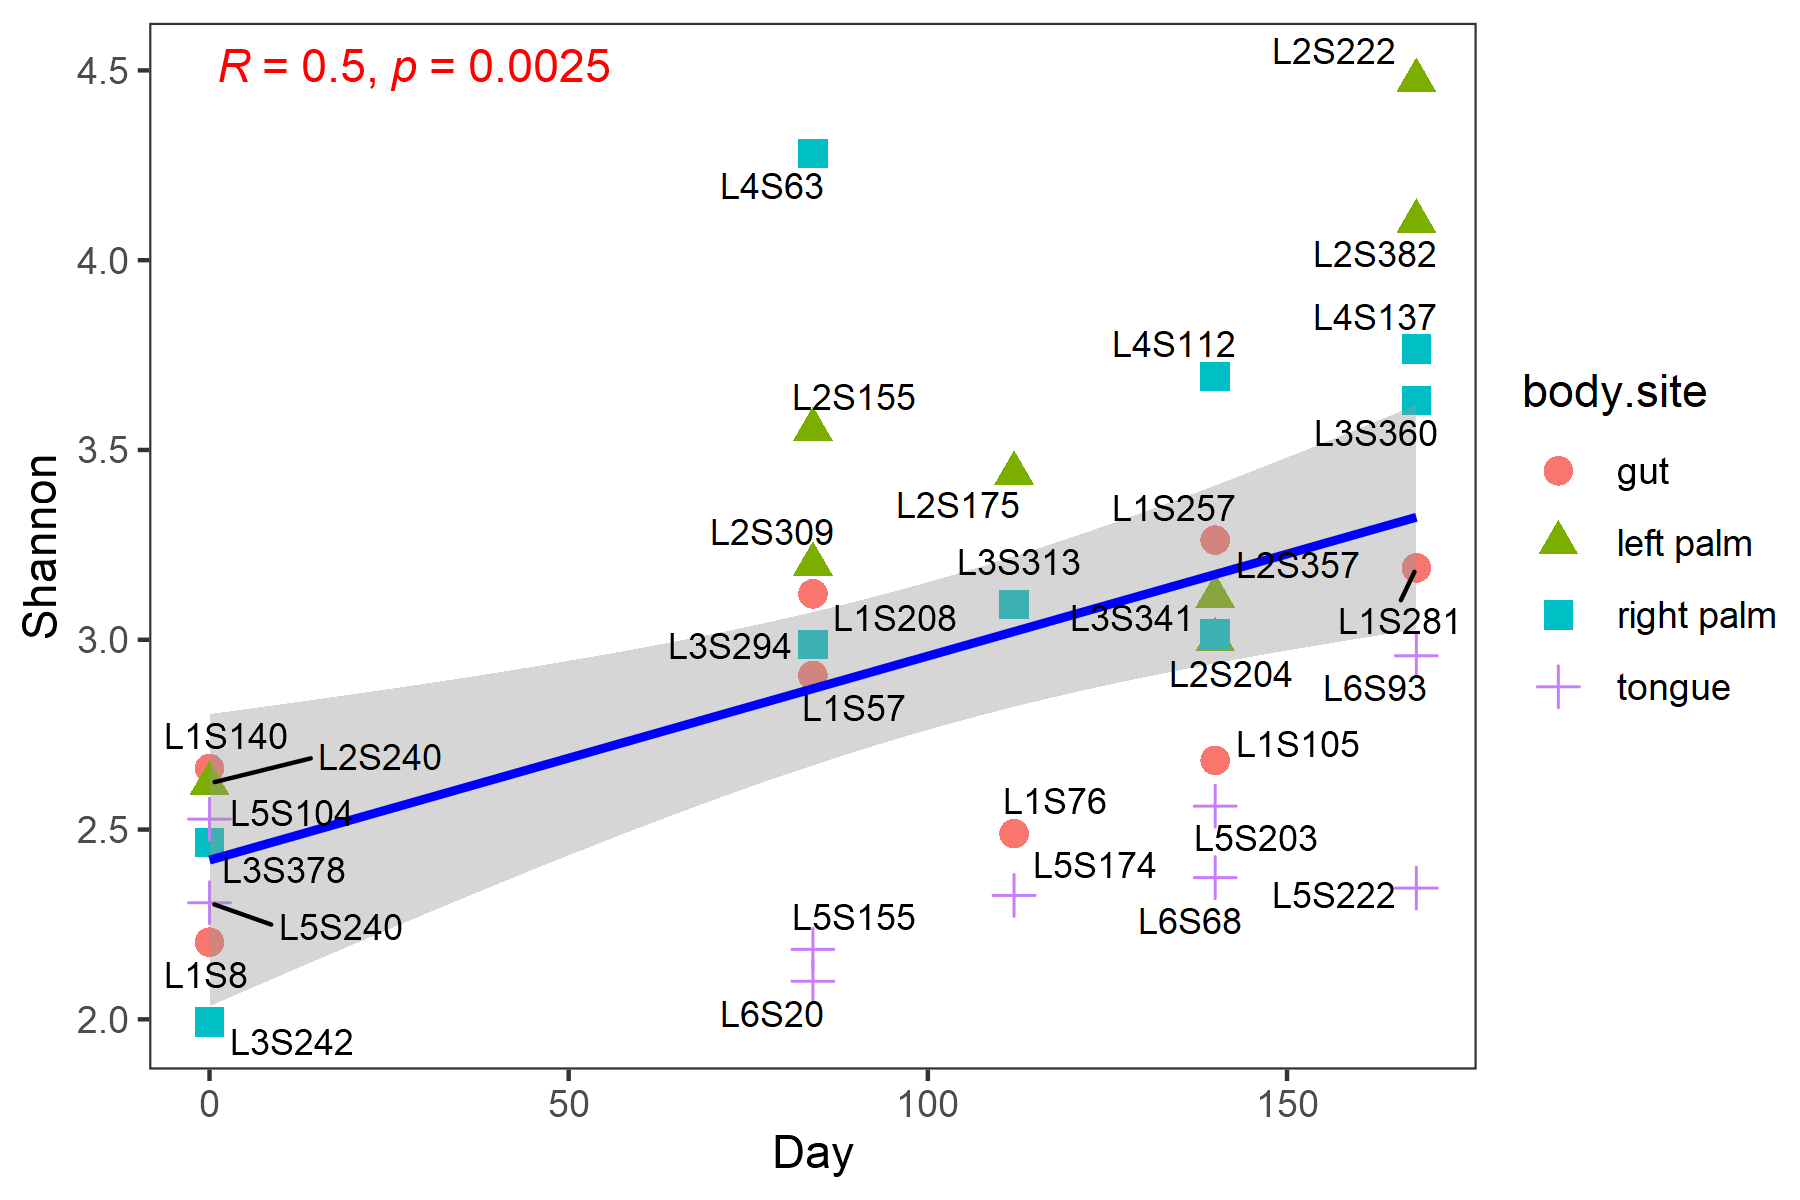 R = 0.5, p = 0.0025
L2S222
4.5
L4S63
L2S382
4.0
L4S137
L4S112
L2S155
L3S360
3.5
L2S175
L1S257
L2S309
L3S313
L2S357
L1S208
L3S341
L1S281
3.0
L3S294
L2S204
L6S93
L1S57
L1S140
L2S240
L1S105
L1S76
L5S104
2.5
L5S203
L3S378
L5S174
L5S222
L5S155
L6S68
L5S240
L1S8
L6S20
2.0
L3S242
0
50
100
150
Day
Shannon
body.site
gut
left palm
right palm
tongue